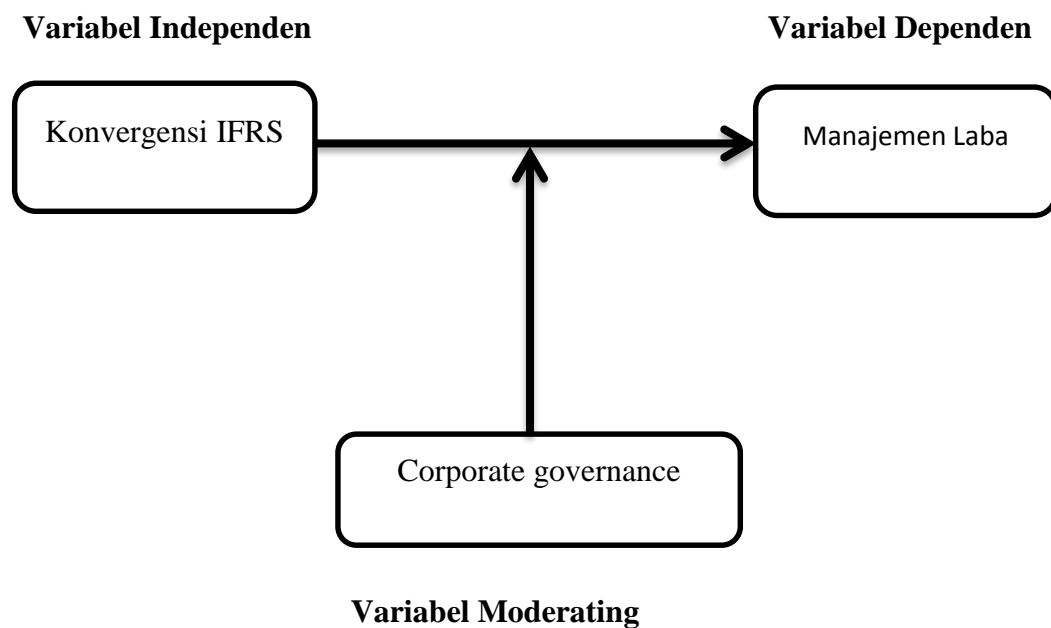 Variabel Independen
Variabel Dependen
Konvergensi IFRS
Manajemen Laba
Corporate governance
Variabel Moderating